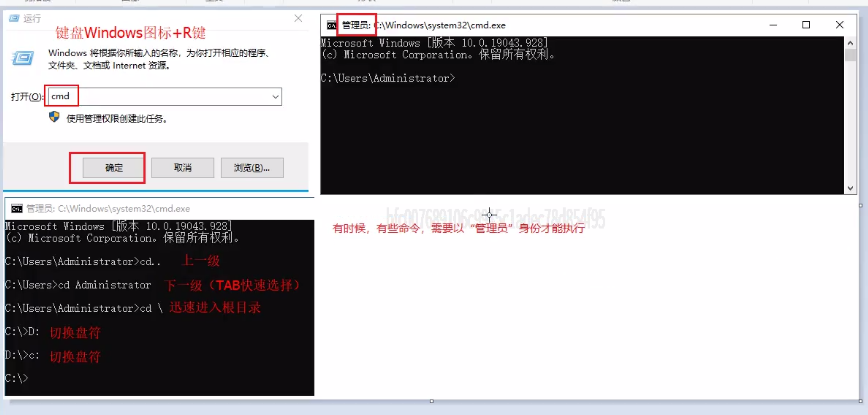 运行
键盘Windows图标+R键
Windows 将根据你所输入的名称，为你打开相应的程序、
文件夹、文档或 Internet 资源。
打开(O): cmd
使用管理权限创建此任务。
确定 取消 浏览(B)...
管理员: C:\Windows\system32\cmd.exe
Microsoft Windows [版本 10.0.19043.928]
(c) Microsoft Corporation。保留所有权利。
C:\Users\Administrator>
管理员: C:\Windows\system32\cmd.exe
Microsoft Windows [版本 10.0.19043.928]
(c) Microsoft Corporation。保留所有权利。
C:\Users\Administrator>cd.. 上一级
C:\Users>cd Administrator 下一级（TAB快速选择）
C:\Users\Administrator>cd \ 迅速进入根目录
C:\>D: 切换盘符
D:\>c: 切换盘符
C:\>
有时候，有些命令，需要以“管理员”身份才能执行